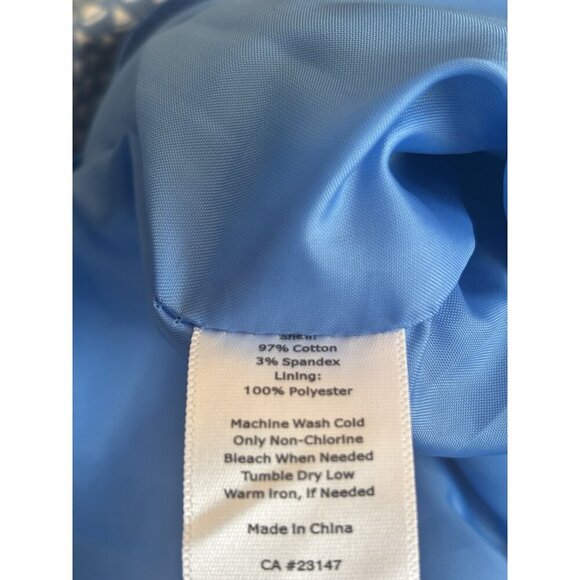 Shell:
97% Cotton
3% Spandex
Lining:
100% Polyester
Machine Wash Cold
Only Non-Chlorine
Bleach When Needed
Tumble Dry Low
Warm Iron, If Needed
Made In China
CA #23147